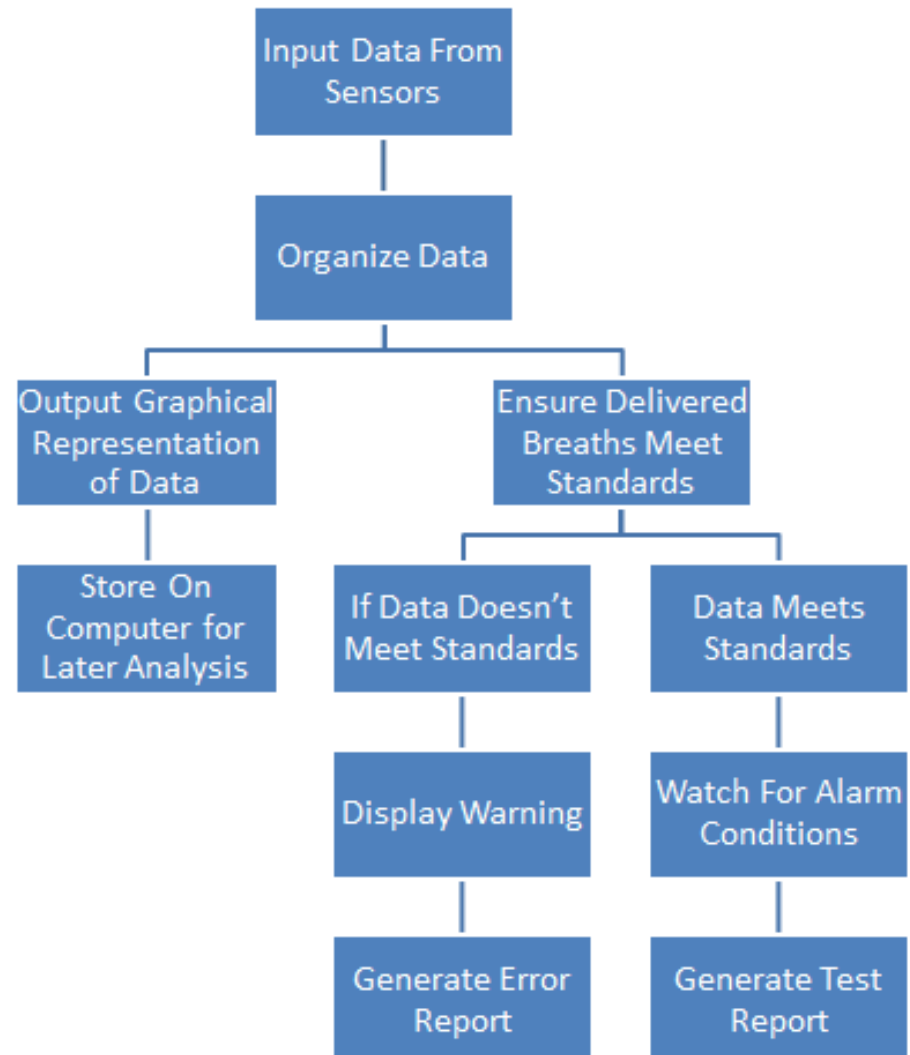 Input Data From
Sensors
Organize Data
Output Graphical
Representation
of Data
Ensure Delivered
Breaths Meet
Standards
Store On
Computer for
Later Analysis
If Data Doesn’t
Meet Standards
Data Meets
Standards
Display Warning
Watch For Alarm
Conditions
Generate Error
Report
Generate Test
Report